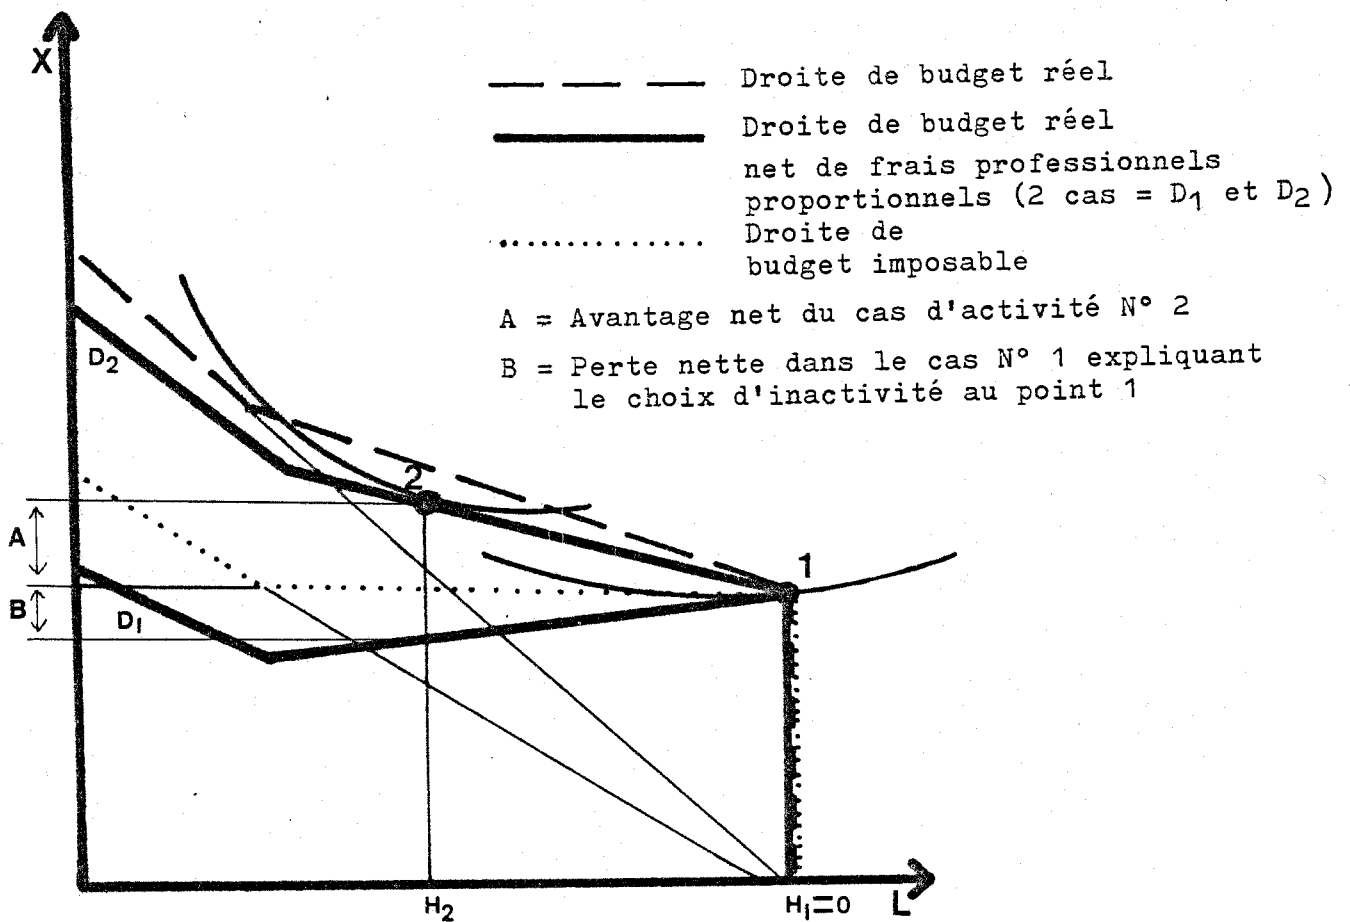 X
Droite de budget réel
Droite de budget réel
net de frais professionnels
proportionnels (2 cas = D1 et D2)
Droite de
budget imposable
A = Avantage net du cas d'activité N° 2
B = Perte nette dans le cas N° 1 expliquant
le choix d'inactivité au point 1
D2
2
A
1
B
D1
H2
H1=0
L